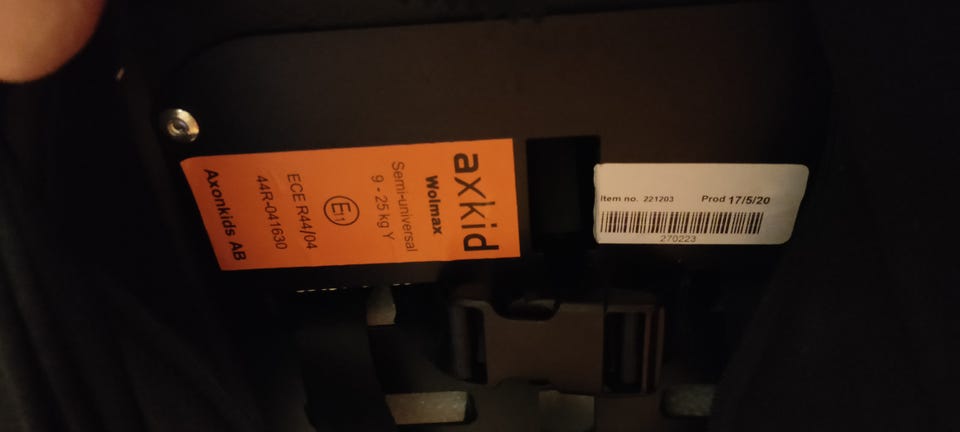 axkid
Wolmax
Semi-universal
9 - 25 kg Y
E11
ECE R44/04
44R-041630
Axonkids AB
Item no. 221203 Prod 17/5/20
270223